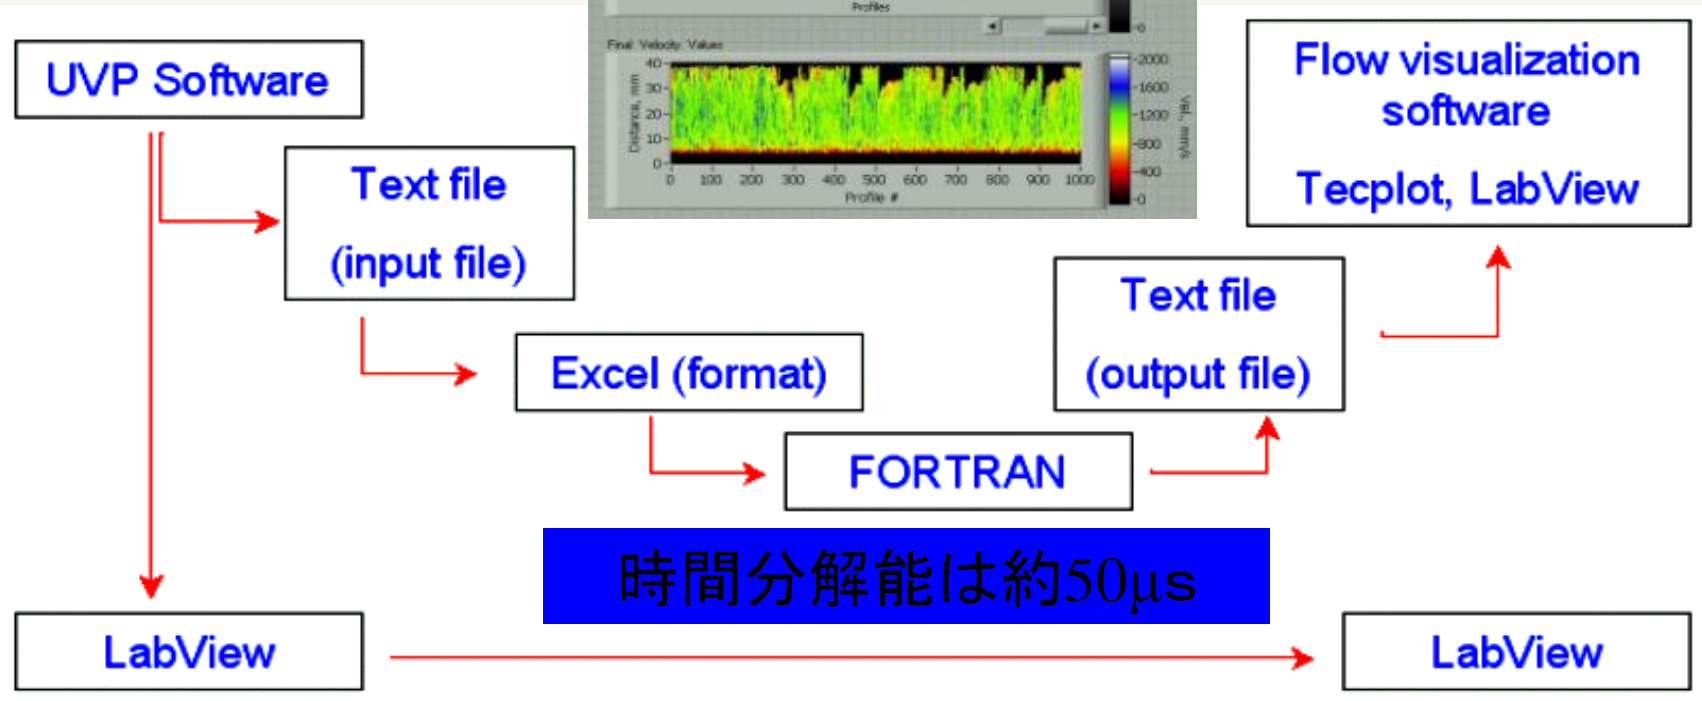 UVP Software
Text file
(input file)
Excel (format)
FORTRAN
Text file
(output file)
Flow visualization
software
Tecplot, LabView
Profiles
-0
Final Velocity Values
Distance, mm
40
30
20
10
0
0 100 200 300 400 500 600 700 800 900 1000
Profile #
-2000
-1600
-1200
-800
-400
-0
Vel., mm/s
時間分解能は約50μs
LabView
LabView